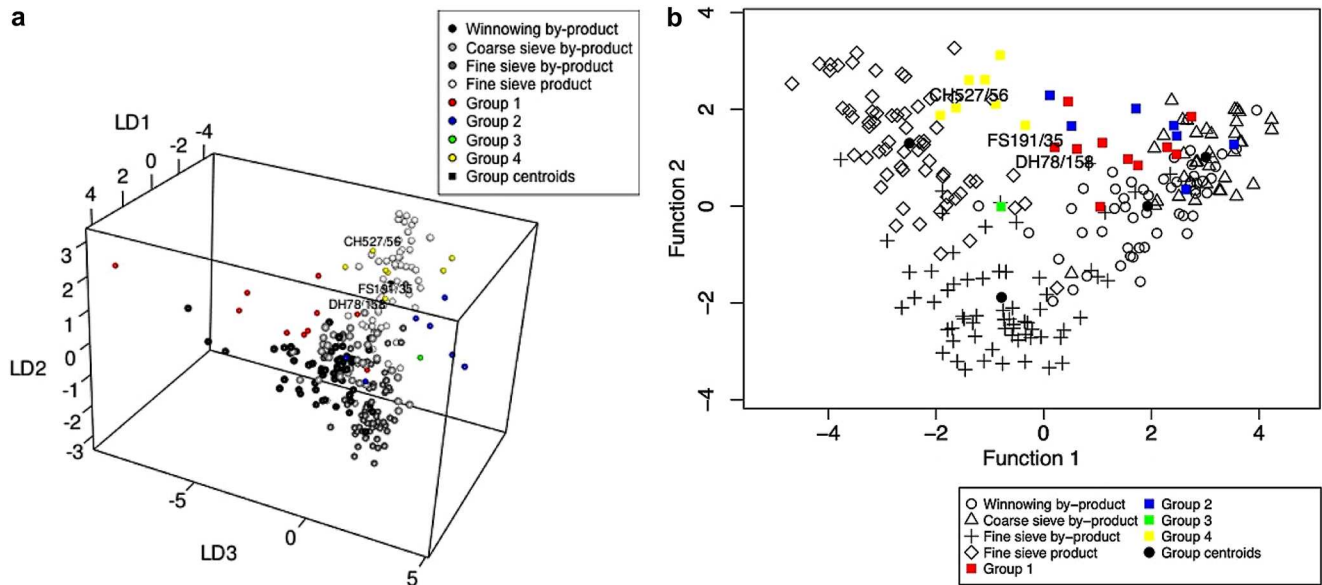 a
Winnowing by-product
Coarse sieve by-product
Fine sieve by-product
Fine sieve product
Group 1
Group 2
Group 3
Group 4
Group centroids
LD1
4
2
0
-2
-4
LD2
3
2
1
0
-1
-2
-3
LD3
-5
0
5
CH527/56
FS191/35
DH78/158
b
Function 2
4
2
0
-2
-4
CH527/56
FS191/35
DH78/158
-4
-2
0
2
4
Function 1
Winnowing by-product
Coarse sieve by-product
Fine sieve by-product
Fine sieve product
Group 1
Group 2
Group 3
Group 4
Group centroids